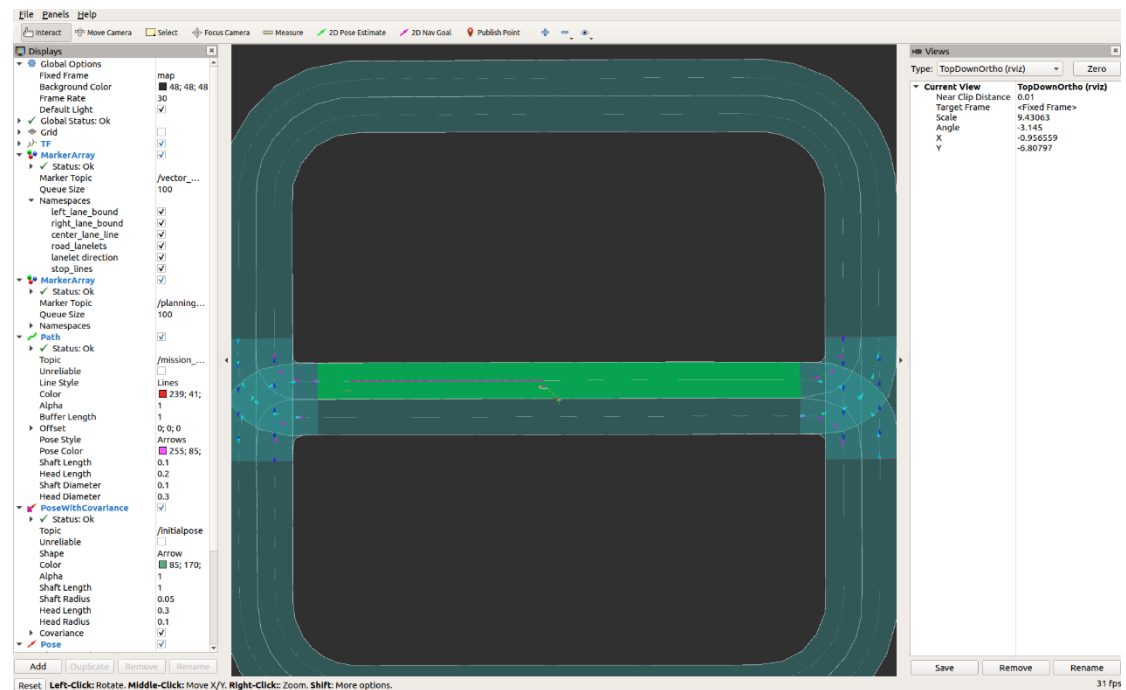 File Panels Help
Interact Move Camera Select Focus Camera Measure 2D Pose Estimate 2D Nav Goal Publish Point
Displays
Global Options
Fixed Frame map
Background Color 48; 48; 48
Frame Rate 30
Default Light
Global Status: Ok
Grid
TF
MarkerArray
Status: Ok
Marker Topic /vector_...
Queue Size 100
Namespaces
left_lane_bound
right_lane_bound
center_lane_line
road_lanelets
lanelet direction
stop_lines
MarkerArray
Status: Ok
Marker Topic /planning...
Queue Size 100
Namespaces
Path
Status: Ok
Topic /mission_...
Unreliable
Line Style Lines
Color 239; 41;
Alpha 1
Buffer Length 1
Offset 0; 0; 0
Pose Style Arrows
Pose Color 255; 85;
Shaft Length 0.1
Head Length 0.2
Shaft Diameter 0.1
Head Diameter 0.3
PoseWithCovariance
Status: Ok
Topic /initialpose
Unreliable
Shape Arrow
Color 85; 170;
Alpha 1
Shaft Length 1
Shaft Radius 0.05
Head Length 0.3
Head Radius 0.1
Covariance
Pose
Add Duplicate Remove Rename
Views
Type: TopDownOrtho (rviz) Zero
Current View TopDownOrtho (rviz)
Near Clip Distance 0.01
Target Frame <Fixed Frame>
Scale 9.43063
Angle -3.145
X -0.956559
Y -6.80797
Save Remove Rename
Reset Left-Click: Rotate. Middle-Click: Move X/Y. Right-Click:: Zoom. Shift: More options. 31 fps